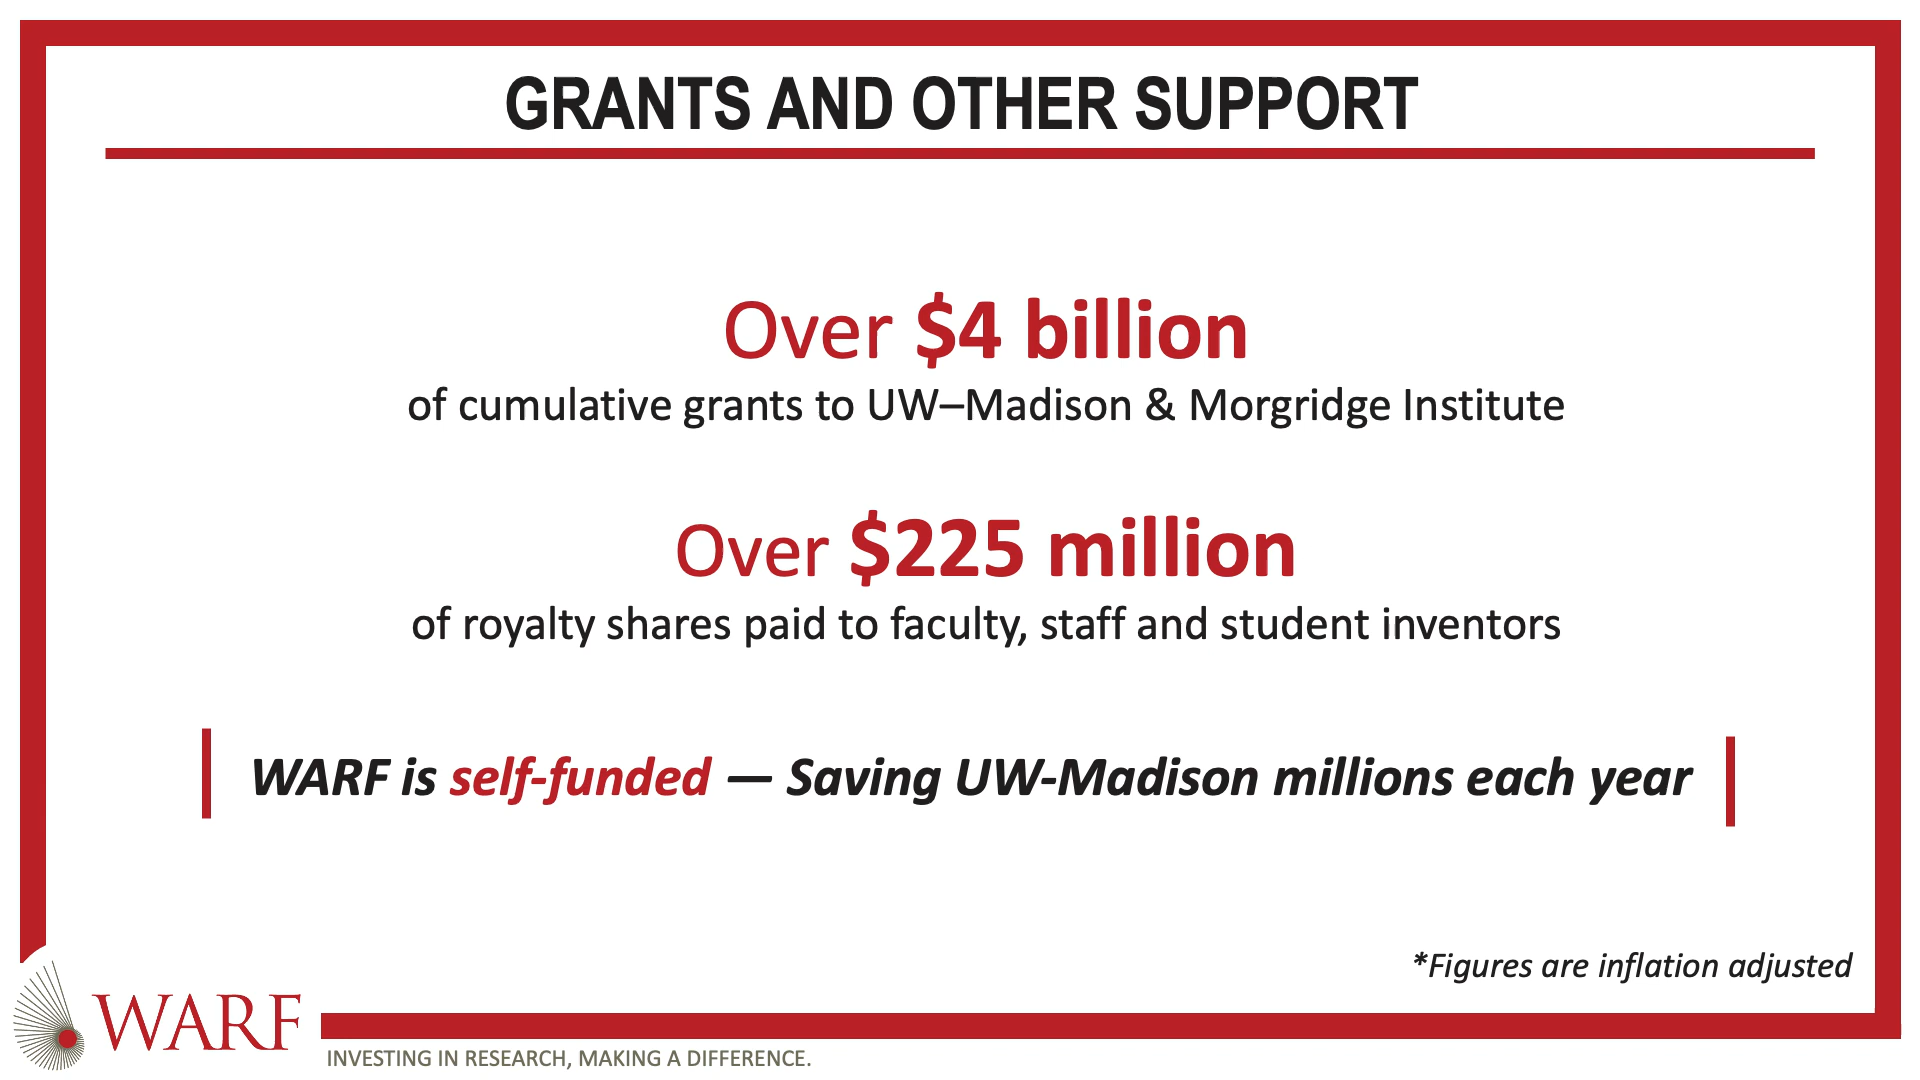 GRANTS AND OTHER SUPPORT
Over $4 billion
of cumulative grants to UW–Madison & Morgridge Institute
Over $225 million
of royalty shares paid to faculty, staff and student inventors
WARF is self-funded — Saving UW-Madison millions each year
*Figures are inflation adjusted
WARF
INVESTING IN RESEARCH, MAKING A DIFFERENCE.